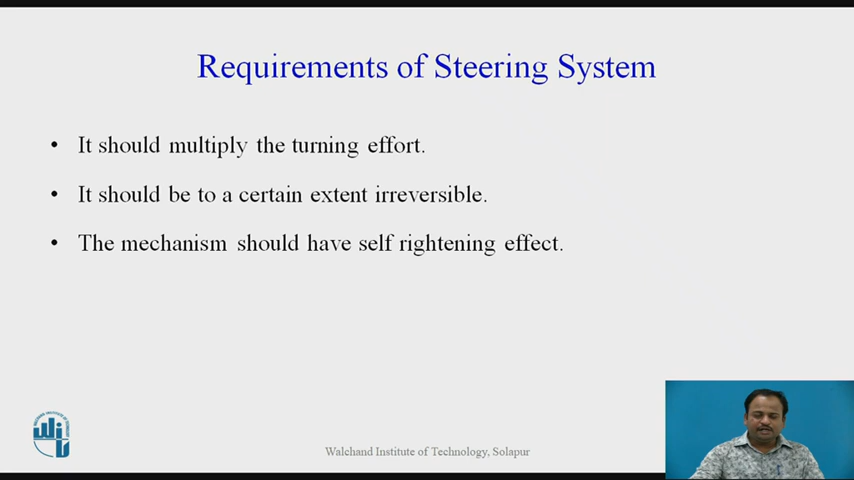 Requirements of Steering System
• It should multiply the turning effort.
• It should be to a certain extent irreversible.
• The mechanism should have self rightening effect.
Walchand Institute of Technology, Solapur